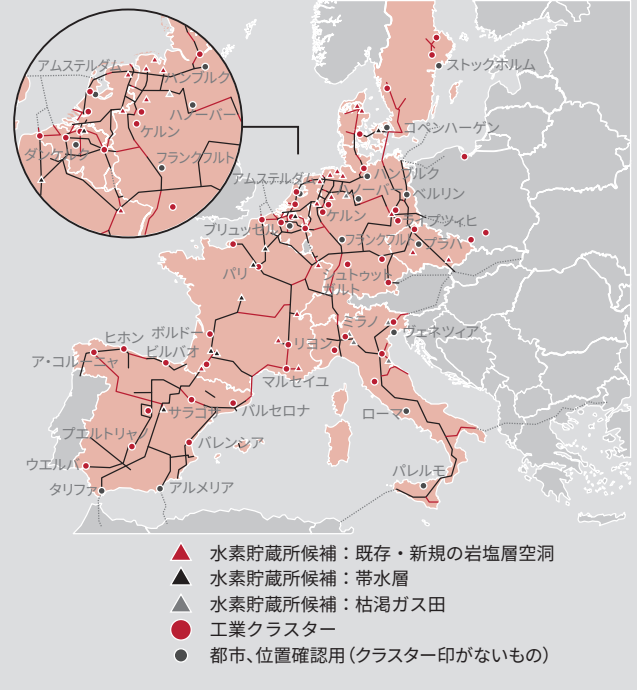 アムステルダム
ハンブルク
ハノーバー
ケルン
ダンケルク
フランクフルト
ストックホルム
コペンハーゲン
アムステルダム
ハンブルク
ハノーバー
ベルリン
ケルン
ライプツィヒ
ブリュッセル
フランクフルト
プラハ
パリ
シュトゥット
ガルト
ミラノ
ヴェネツィア
ヒホン
ボルドー
リヨン
ア・コルーニャ
ビルバオ
マルセイユ
サラゴサ
バルセロナ
ローマ
プエルトリャノ
バレンシア
ウエルバ
パレルモ
タリファ
アルメリア
水素貯蔵所候補：既存・新規の岩塩層空洞
水素貯蔵所候補：帯水層
水素貯蔵所候補：枯渇ガス田
工業クラスター
都市、位置確認用（クラスター印がないもの）